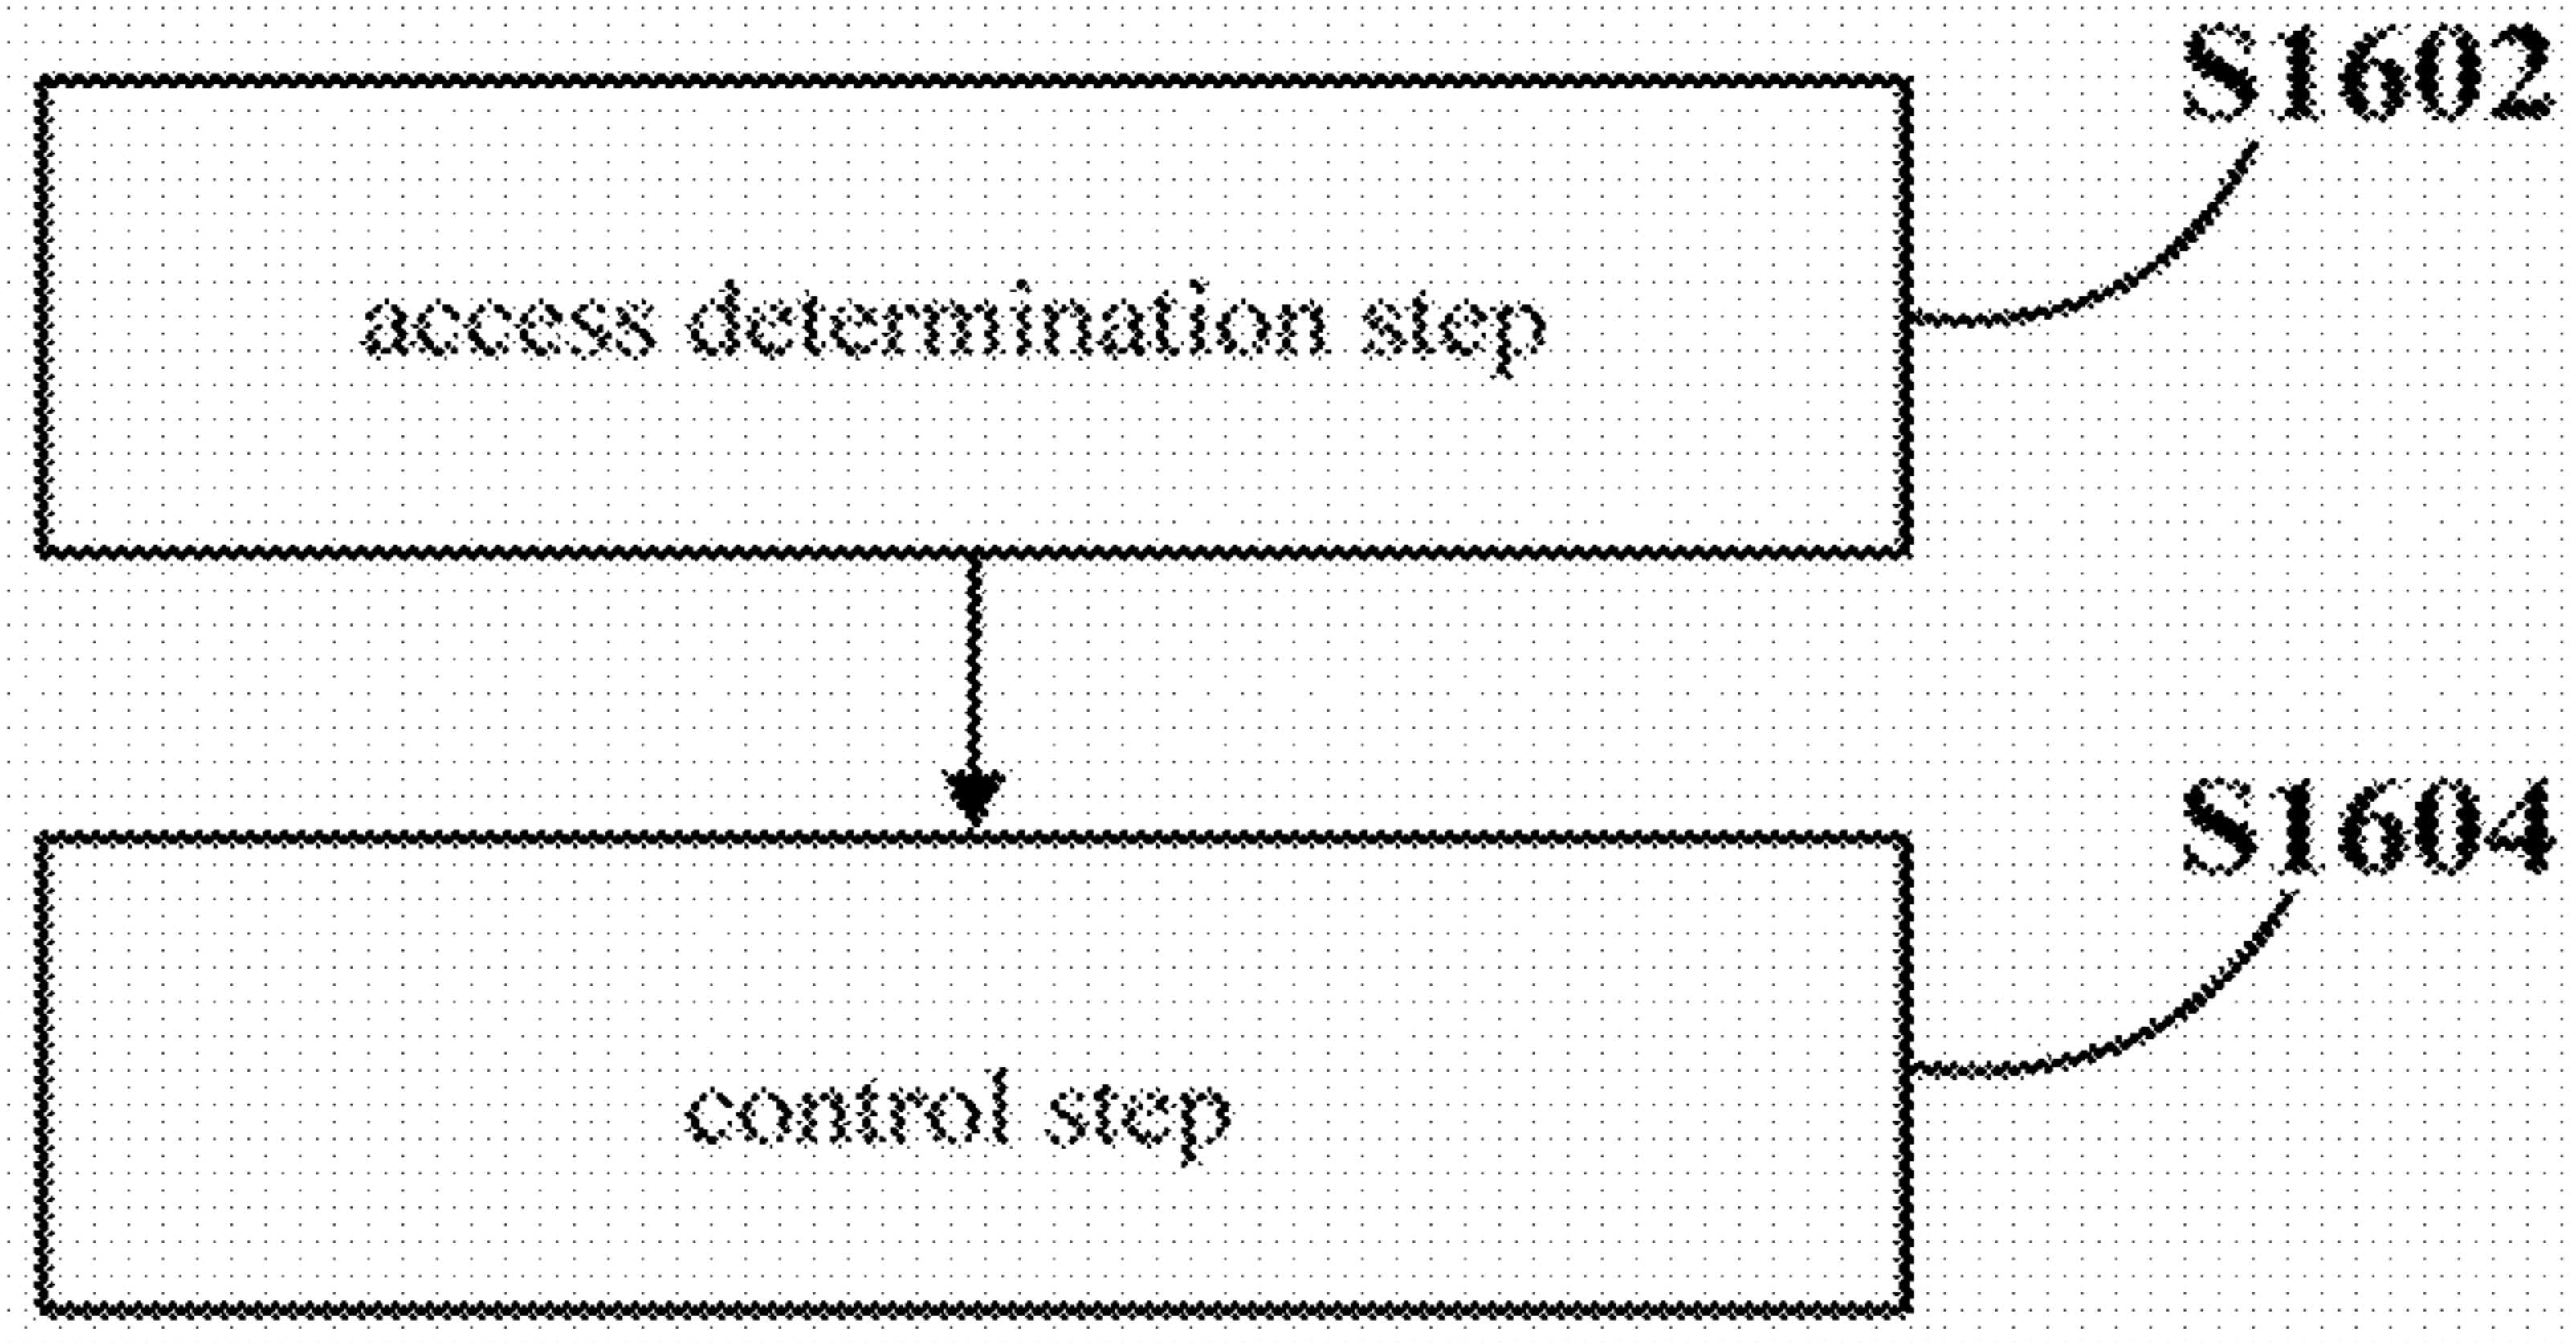 S1602
access determination step
S1604
control step